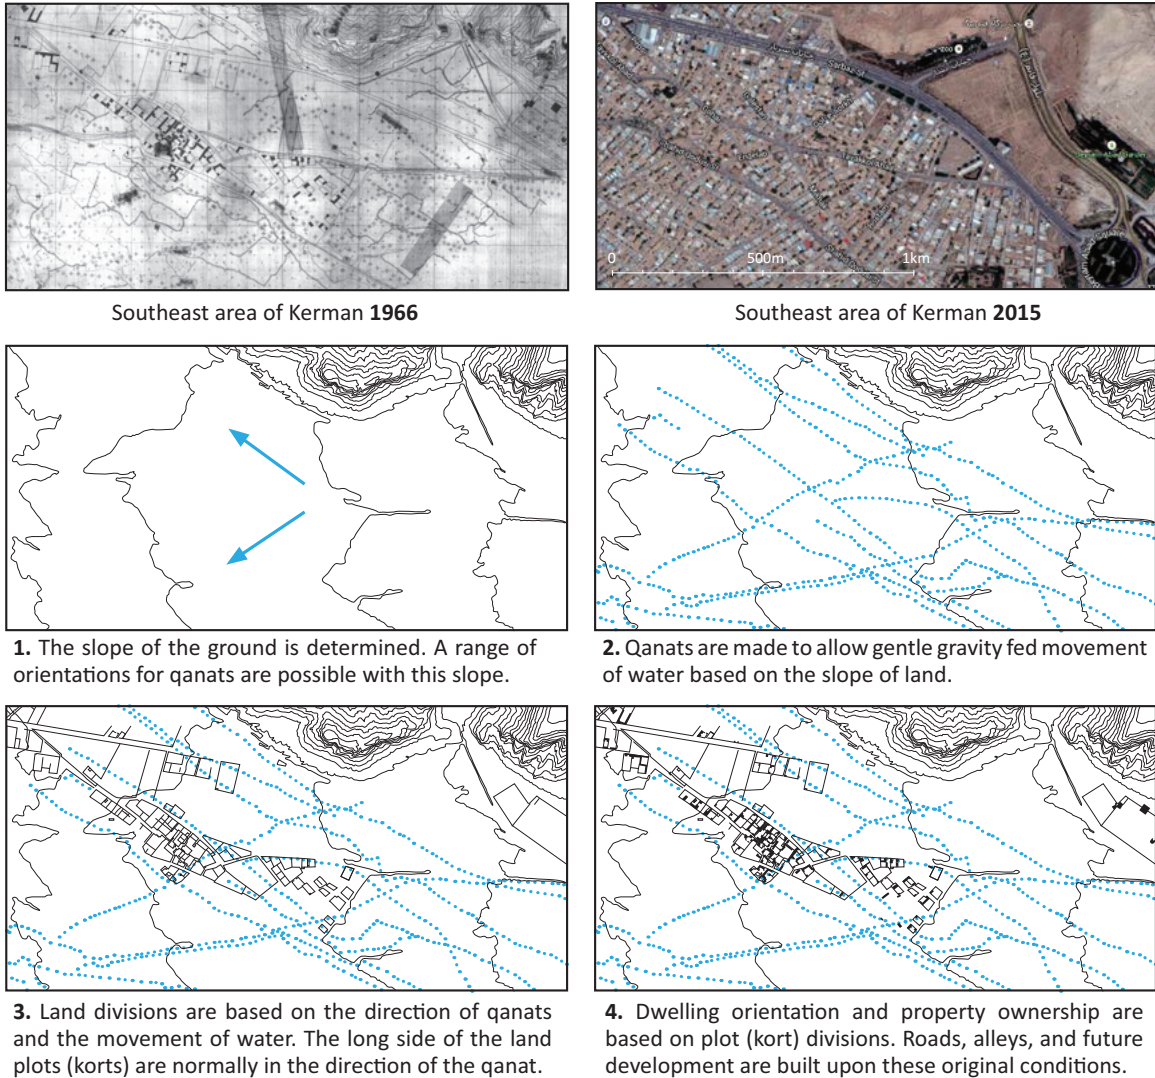 Sarbaz St
ZOO
0
500m
1km
Southeast area of Kerman 1966
Southeast area of Kerman 2015
1. The slope of the ground is determined. A range of
orientations for qanats are possible with this slope.
2. Qanats are made to allow gentle gravity fed movement
of water based on the slope of land.
3. Land divisions are based on the direction of qanats
and the movement of water. The long side of the land
plots (korts) are normally in the direction of the qanat.
4. Dwelling orientation and property ownership are
based on plot (kort) divisions. Roads, alleys, and future
development are built upon these original conditions.